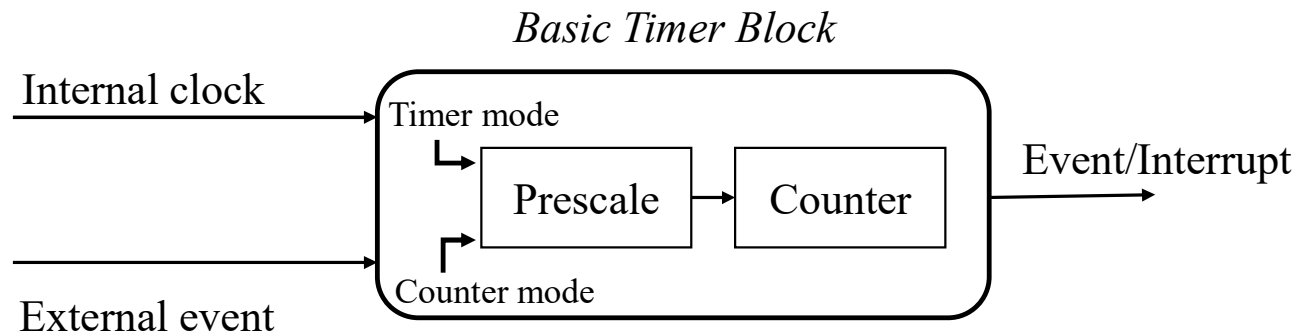 Basic Timer Block
Internal clock
Timer mode
Event/Interrupt
Prescale
Counter
Counter mode
External event